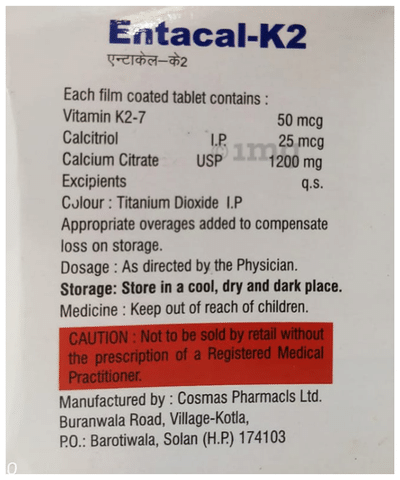 Entacal-K2
एन्टाकेल-के2
Each film coated tablet contains :
Vitamin K2-7 50 mcg
Calcitriol I.P. 25 mcg
Calcium Citrate USP 1200 mg
Excipients q.s.
Colour : Titanium Dioxide I.P
Appropriate overages added to compensate
loss on storage.
Dosage : As directed by the Physician.
Storage: Store in a cool, dry and dark place.
Medicine : Keep out of reach of children.
CAUTION : Not to be sold by retail without
the prescription of a Registered Medical
Practitioner.
Manufactured by : Cosmas Pharmacls Ltd.
Buranwala Road, Village-Kotla,
P.O.: Barotiwala, Solan (H.P.) 174103